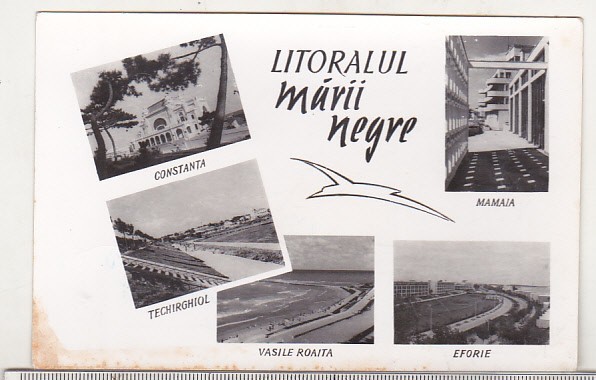 LITORALUL
mării
negre
CONSTANTA
MAMAIA
TECHIRGHIOL
VASILE ROAITA
EFORIE